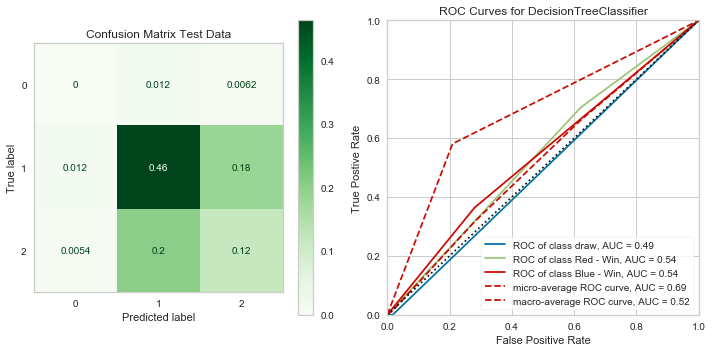 Confusion Matrix Test Data
0 0 0.012 0.0062
1 0.012 0.46 0.18
2 0.0054 0.2 0.12
0 1 2
True label
Predicted label
0.4
0.3
0.2
0.1
0.0
ROC Curves for DecisionTreeClassifier
1.0
0.8
0.6
0.4
0.2
0.0
True Postive Rate
ROC of class draw, AUC = 0.49
ROC of class Red - Win, AUC = 0.54
ROC of class Blue - Win, AUC = 0.54
micro-average ROC curve, AUC = 0.69
macro-average ROC curve, AUC = 0.52
0.0 0.2 0.4 0.6 0.8 1.0
False Positive Rate